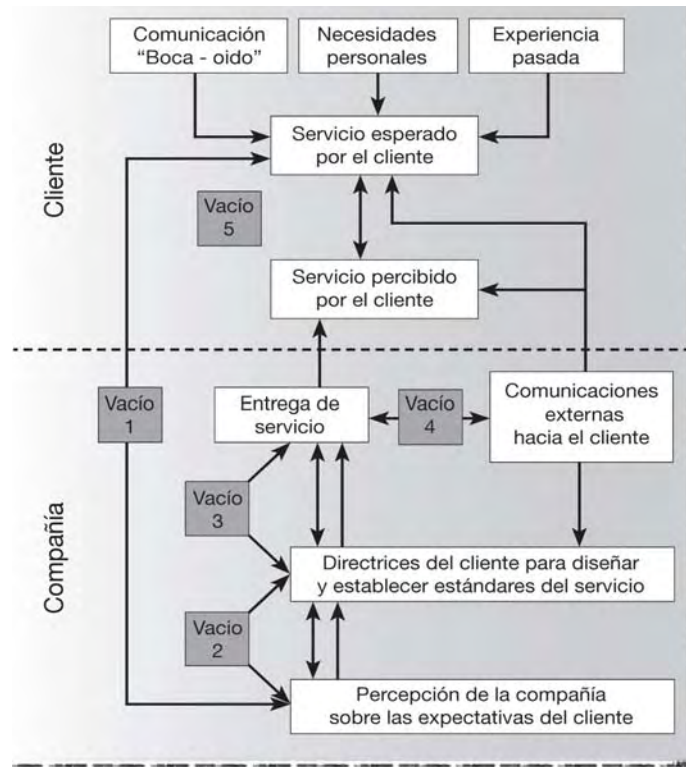 Comunicación
“Boca - oido”
Necesidades
personales
Experiencia
pasada
Servicio esperado
por el cliente
Cliente
Vacío
5
Servicio percibido
por el cliente
Vacío
1
Entrega de
servicio
Vacío
4
Comunicaciones
externas
hacia el cliente
Vacío
3
Compañía
Directrices del cliente para diseñar
y establecer estándares del servicio
Vacio
2
Percepción de la compañía
sobre las expectativas del cliente